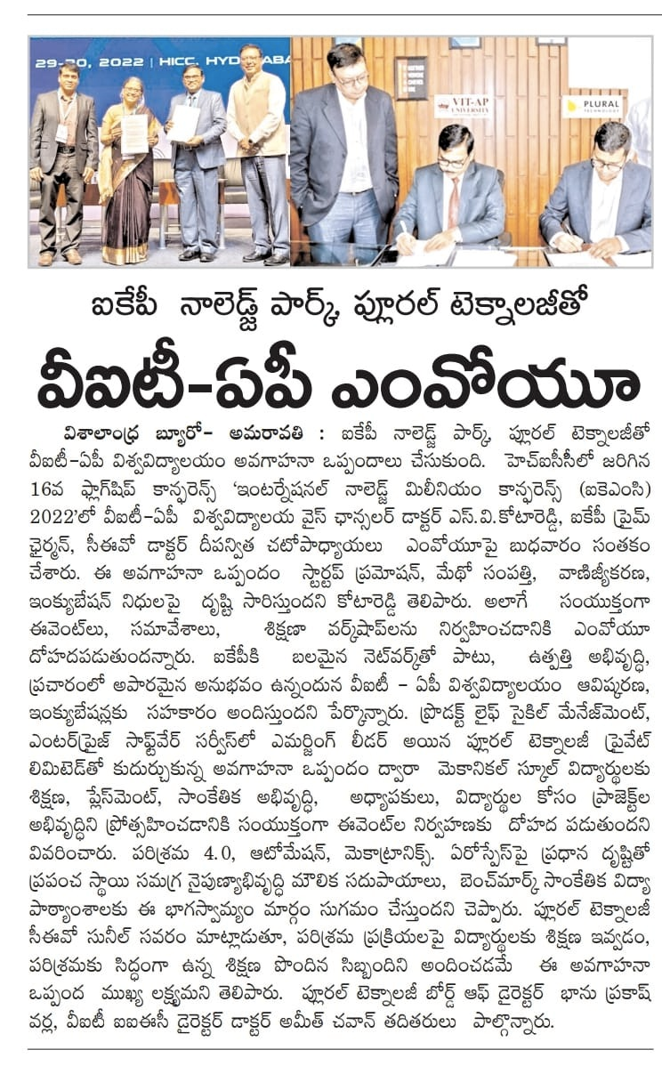 29-30, 2022 | HICC, HYDERABA
VIT-AP
UNIVERSITY
PLURAL
TECHNOLOGY
ఐకేపీ నాలెడ్జ్ పార్క్, ప్లూరల్ టెక్నాలజీతో
వీఐటీ-ఏపీ ఎంవోయూ
విశాలాంధ్ర బ్యూరో- అమరావతి : ఐకేపీ నాలెడ్జ్ పార్క్, ప్లూరల్ టెక్నాలజీతో
వీఐటీ-ఏపీ విశ్వవిద్యాలయం అవగాహనా ఒప్పందాలు చేసుకుంది. హెచ్ఐసీసీలో జరిగిన
16వ ఫ్లాగ్‌షిప్ కాన్ఫరెన్స్ 'ఇంటర్నేషనల్ నాలెడ్జ్ మిలీనియం కాన్ఫరెన్స్ (ఐకెఎంసి)
2022'లో వీఐటీ-ఏపీ విశ్వవిద్యాలయ వైస్ ఛాన్సలర్ డాక్టర్ ఎస్.వి.కోటారెడ్డి, ఐకేపీ ప్రైమ్
ఛైర్మన్, సీఈవో డాక్టర్ దీపన్విత చటోపాధ్యాయలు ఎంవోయూపై బుధవారం సంతకం
చేశారు. ఈ అవగాహనా ఒప్పందం స్టార్టప్ ప్రమోషన్, మేథో సంపత్తి, వాణిజ్యీకరణ,
ఇంక్యుబేషన్ నిధులపై దృష్టి సారిస్తుందని కోటారెడ్డి తెలిపారు. అలాగే సంయుక్తంగా
ఈవెంట్‌లు, సమావేశాలు, శిక్షణా వర్క్‌షాప్‌లను నిర్వహించడానికి ఎంవోయూ
దోహదపడుతుందన్నారు. ఐకేపీకి బలమైన నెట్‌వర్క్‌తో పాటు, ఉత్పత్తి అభివృద్ధి,
ప్రచారంలో అపారమైన అనుభవం ఉన్నందున వీఐటీ - ఏపీ విశ్వవిద్యాలయం ఆవిష్కరణ,
ఇంక్యుబేషన్లకు సహకారం అందిస్తుందని పేర్కొన్నారు. ప్రొడక్ట్ లైఫ్ సైకిల్ మేనేజ్‌మెంట్,
ఎంటర్‌ప్రైజ్ సాఫ్ట్‌వేర్ సర్వీస్‌లో ఎమర్జింగ్ లీడర్ అయిన ప్లూరల్ టెక్నాలజీ ప్రైవేట్
లిమిటెడ్‌తో కుదుర్చుకున్న అవగాహనా ఒప్పందం ద్వారా మెకానికల్ స్కూల్ విద్యార్థులకు
శిక్షణ, ప్లేస్‌మెంట్, సాంకేతిక అభివృద్ధి, అధ్యాపకులు, విద్యార్థుల కోసం ప్రాజెక్ట్‌ల
అభివృద్ధిని ప్రోత్సహించడానికి సంయుక్తంగా ఈవెంట్‌ల నిర్వహణకు దోహద పడుతుందని
వివరించారు. పరిశ్రమ 4.0, ఆటోమేషన్, మెకాట్రానిక్స్. ఏరోస్పేస్‌పై ప్రధాన దృష్టితో
ప్రపంచ స్థాయి సమగ్ర నైపుణ్యాభివృద్ధి మౌలిక సదుపాయాలు, బెంచ్‌మార్క్ సాంకేతిక విద్యా
పాఠ్యాంశాలకు ఈ భాగస్వామ్యం మార్గం సుగమం చేస్తుందని చెప్పారు. ప్లూరల్ టెక్నాలజీ
సీఈవో సునీల్ సవరం మాట్లాడుతూ, పరిశ్రమ ప్రక్రియలపై విద్యార్థులకు శిక్షణ ఇవ్వడం,
పరిశ్రమకు సిద్ధంగా ఉన్న శిక్షణ పొందిన సిబ్బందిని అందించడమే ఈ అవగాహనా
ఒప్పంద ముఖ్య లక్ష్యమని తెలిపారు. ప్లూరల్ టెక్నాలజీ బోర్డ్ ఆఫ్ డైరెక్టర్ భాను ప్రకాష్
వర్ల, వీఐటీ ఐఐఈసీ డైరెక్టర్ డాక్టర్ అమీత్ చవాన్ తదితరులు పాల్గొన్నారు.